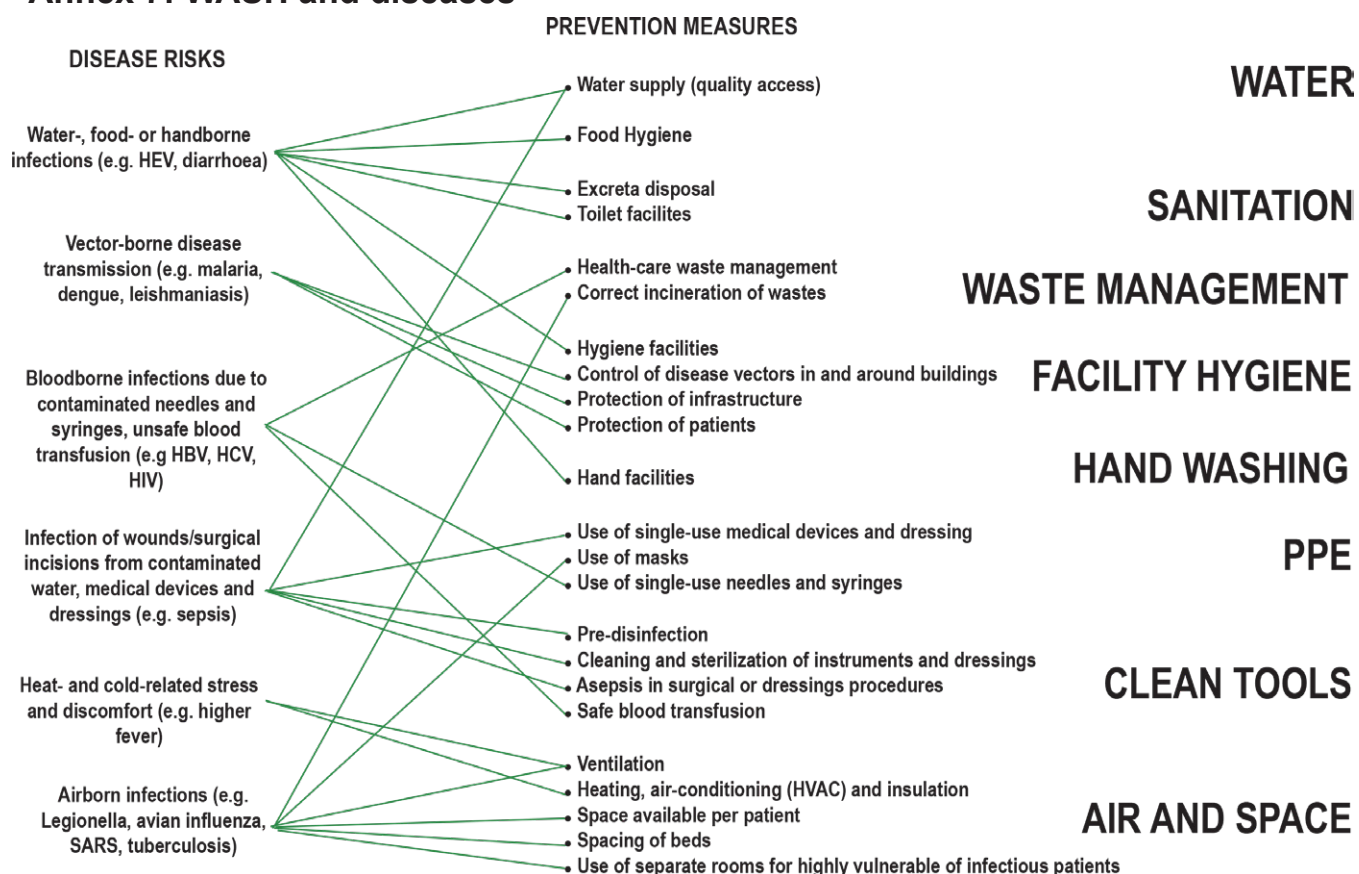 Annex 7: WASH and diseases
PREVENTION MEASURES
DISEASE RISKS
Water-, food- or handborne
infections (e.g. HEV, diarrhoea)
Vector-borne disease
transmission (e.g. malaria,
dengue, leishmaniasis)
Bloodborne infections due to
contaminated needles and
syringes, unsafe blood
transfusion (e.g HBV, HCV,
HIV)
Infection of wounds/surgical
incisions from contaminated
water, medical devices and
dressings (e.g. sepsis)
Heat- and cold-related stress
and discomfort (e.g. higher
fever)
Airborn infections (e.g.
Legionella, avian influenza,
SARS, tuberculosis)
• Water supply (quality access)
• Food Hygiene
• Excreta disposal
• Toilet facilites
• Health-care waste management
• Correct incineration of wastes
• Hygiene facilities
• Control of disease vectors in and around buildings
• Protection of infrastructure
• Protection of patients
• Hand facilities
• Use of single-use medical devices and dressing
• Use of masks
• Use of single-use needles and syringes
• Pre-disinfection
• Cleaning and sterilization of instruments and dressings
• Asepsis in surgical or dressings procedures
• Safe blood transfusion
• Ventilation
• Heating, air-conditioning (HVAC) and insulation
• Space available per patient
• Spacing of beds
• Use of separate rooms for highly vulnerable of infectious patients
WATER
SANITATION
WASTE MANAGEMENT
FACILITY HYGIENE
HAND WASHING
PPE
CLEAN TOOLS
AIR AND SPACE